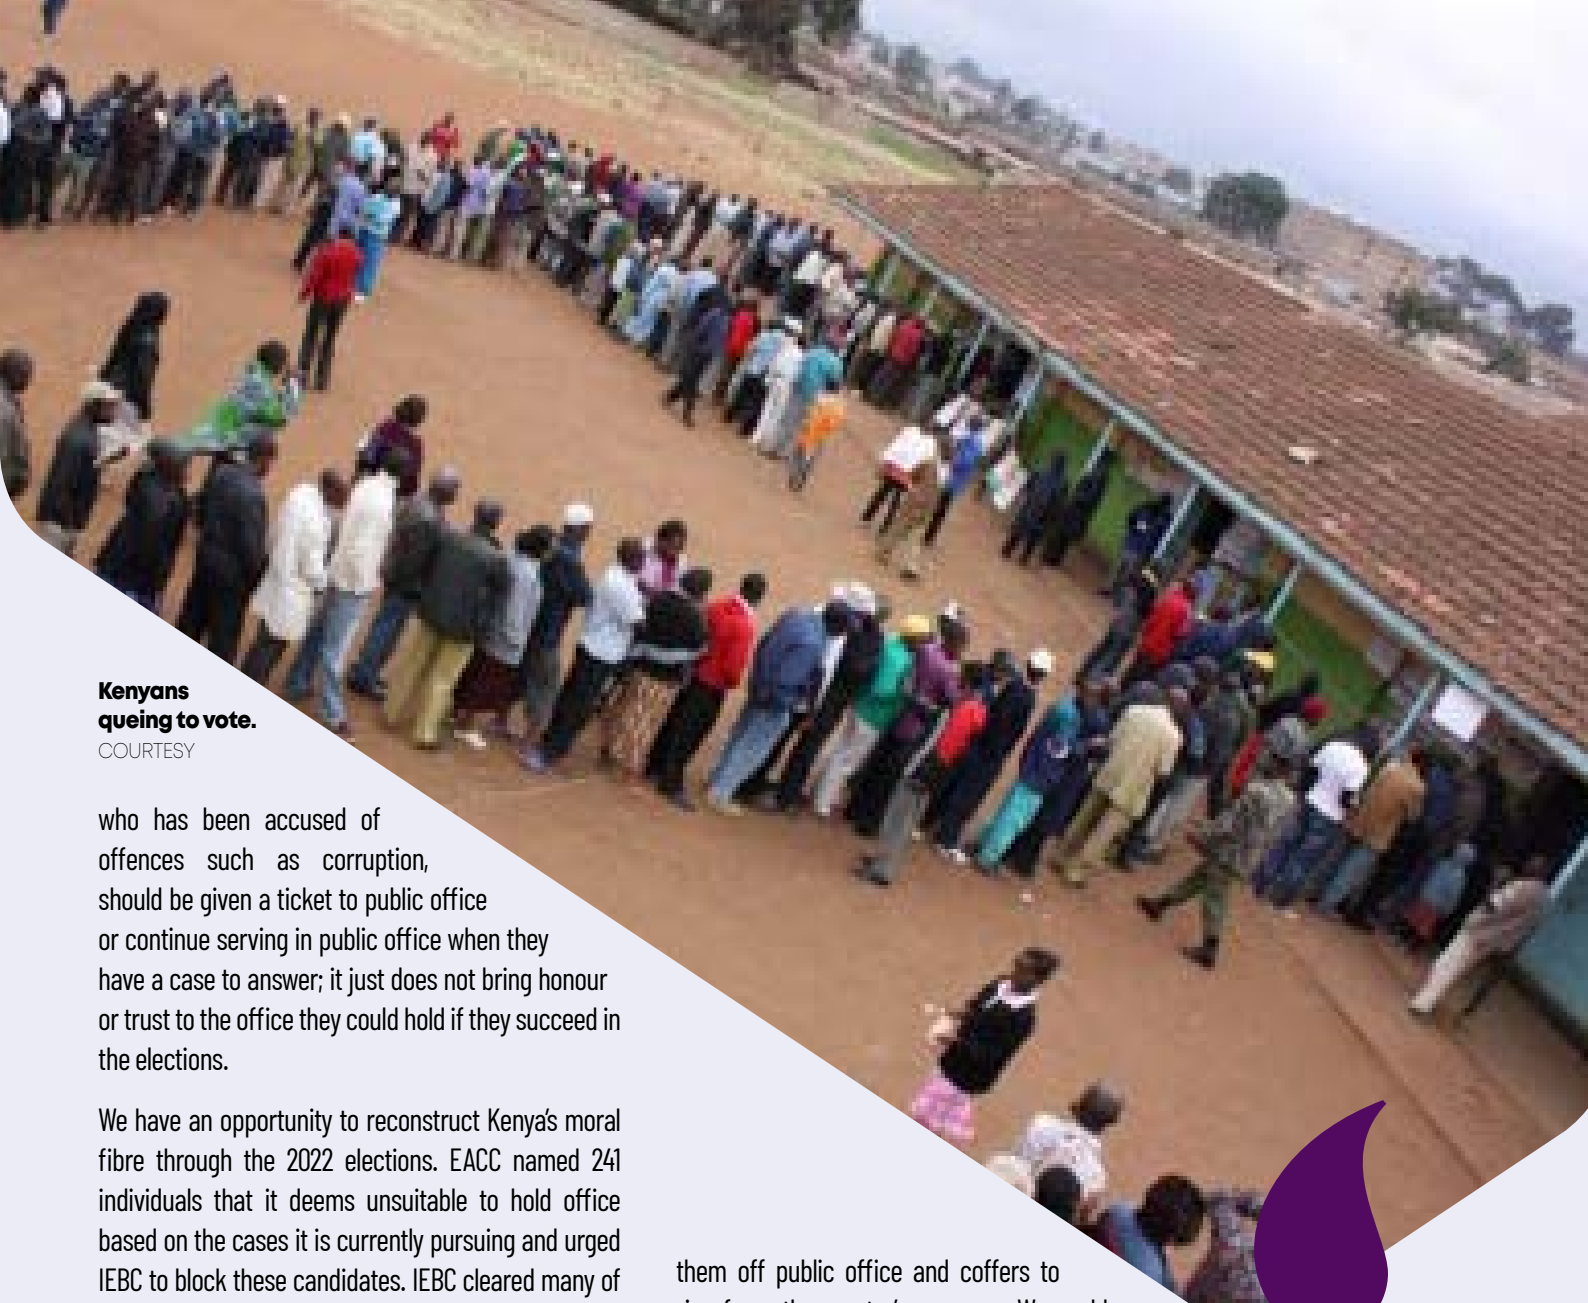 Kenyans
queing to vote.
COURTESY
who has been accused of
offences such as corruption,
should be given a ticket to public office
or continue serving in public office when they
have a case to answer; it just does not bring honour
or trust to the office they could hold if they succeed in
the elections.
We have an opportunity to reconstruct Kenya's moral
fibre through the 2022 elections. EACC named 241
individuals that it deems unsuitable to hold office
based on the cases it is currently pursuing and urged
IEBC to block these candidates. IEBC cleared many of
them off public office and coffers to